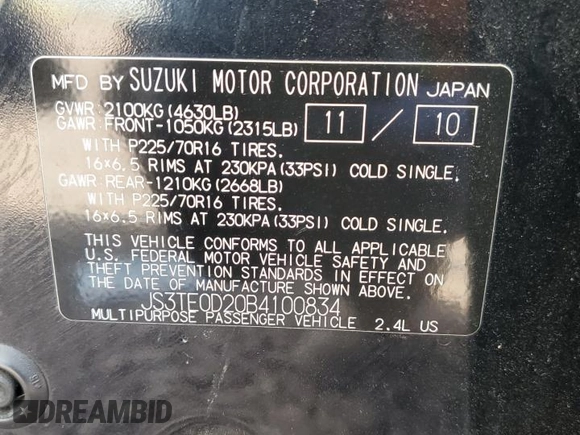 MFD BY SUZUKI MOTOR CORPORATION JAPAN
GVWR: 2100KG(4630LB)
GAWR: FRONT-1050KG(2315LB) 11 / 10
WITH P225/70R16 TIRES.
16×6.5 RIMS AT 230KPA(33PSI) COLD SINGLE.
GAWR: REAR-1210KG(2668LB)
WITH P225/70R16 TIRES.
16×6.5 RIMS AT 230KPA(33PSI) COLD SINGLE.
THIS VEHICLE CONFORMS TO ALL APPLICABLE
U.S. FEDERAL MOTOR VEHICLE SAFETY AND
THEFT PREVENTION STANDARDS IN EFFECT ON
THE DATE OF MANUFACTURE SHOWN ABOVE.
JS3TE0D20B4100834
MULTIPURPOSE PASSENGER VEHICLE 2.4L US
DREAMBID